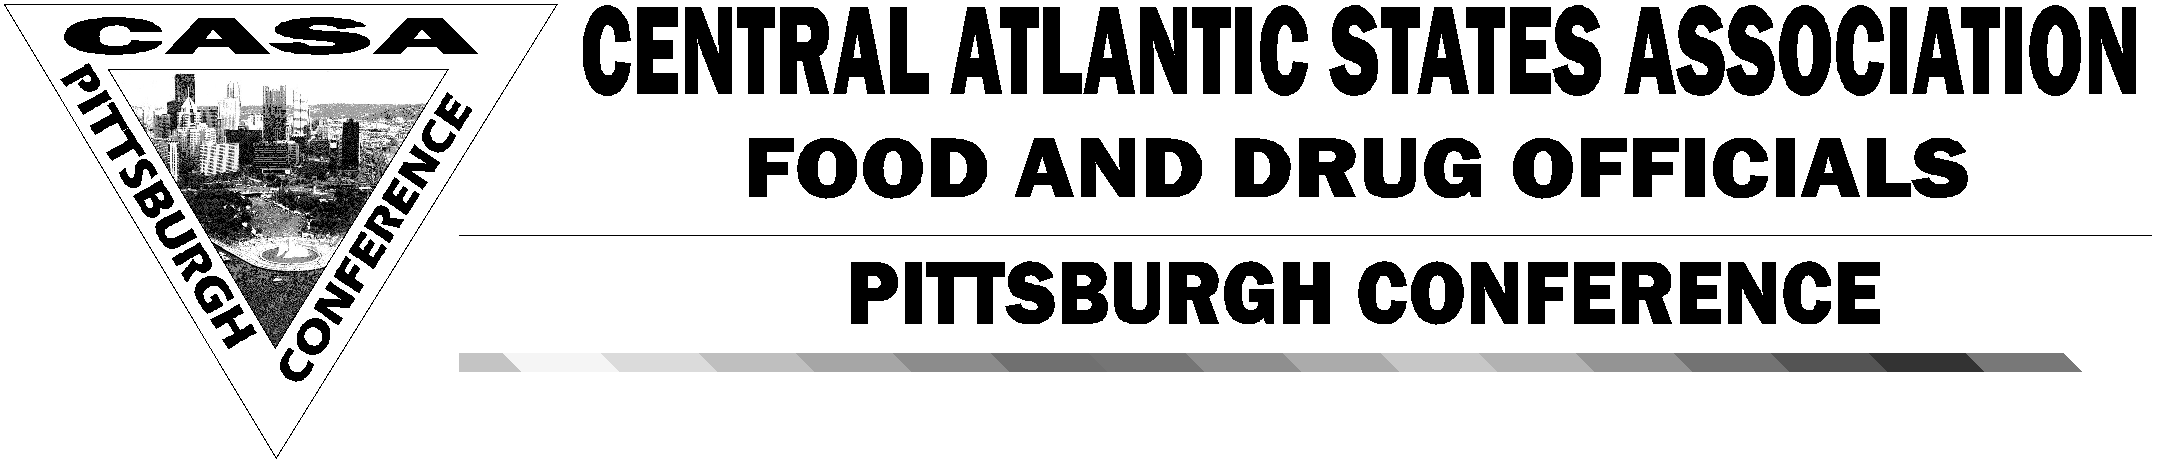 CASA
PITTSBURGH
CONFERENCE
CENTRAL ATLANTIC STATES ASSOCIATION
FOOD AND DRUG OFFICIALS
PITTSBURGH CONFERENCE